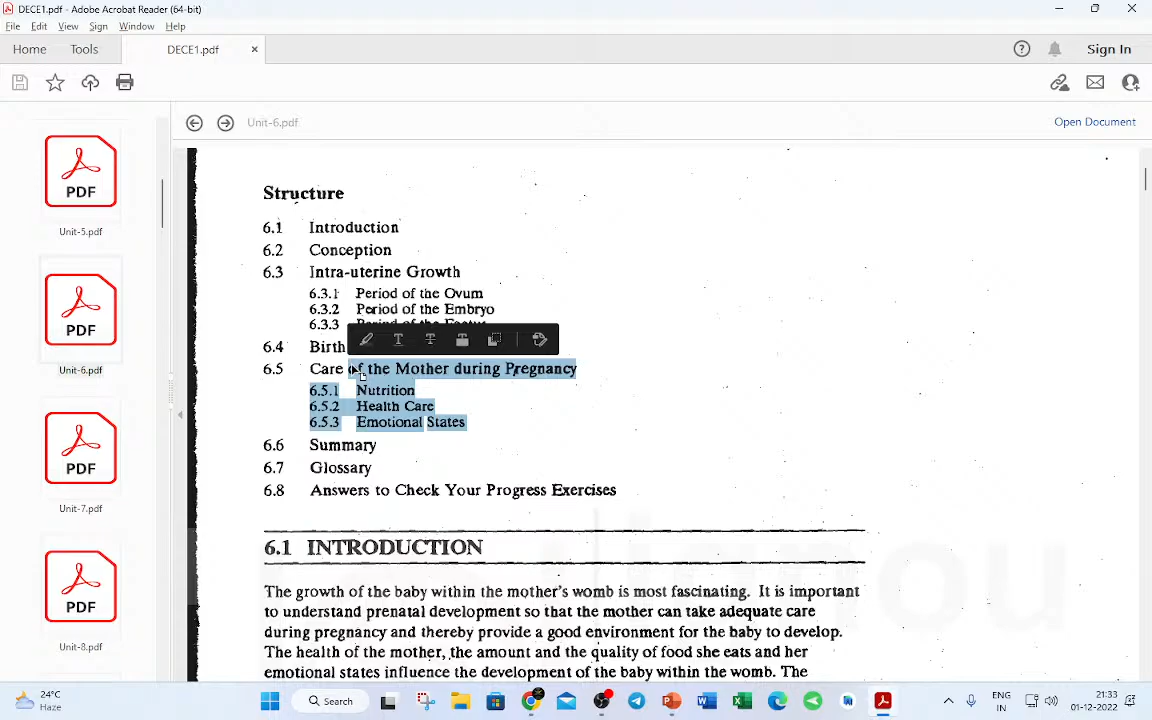 DECE1.pdf - Adobe Acrobat Reader (64-bit)
File Edit View Sign Window Help
Home Tools DECE1.pdf Sign In
Unit-6.pdf Open Document
PDF
Unit-5.pdf
PDF
Unit-6.pdf
PDF
Unit-7.pdf
PDF
Unit-8.pdf
Structure
6.1 Introduction
6.2 Conception
6.3 Intra-uterine Growth
6.3.1 Period of the Ovum
6.3.2 Period of the Embryo
6.3.3
6.4 Birth
6.5 Care of the Mother during Pregnancy
6.5.1 Nutrition
6.5.2 Health Care
6.5.3 Emotional States
6.6 Summary
6.7 Glossary
6.8 Answers to Check Your Progress Exercises
6.1 INTRODUCTION
The growth of the baby within the mother's womb is most fascinating. It is important
to understand prenatal development so that the mother can take adequate care
during pregnancy and thereby provide a good environment for the baby to develop.
The health of the mother, the amount and the quality of food she eats and her
emotional states influence the development of the baby within the womb. The
24°C
Haze
Search
ENG
IN
21:33
01-12-2022